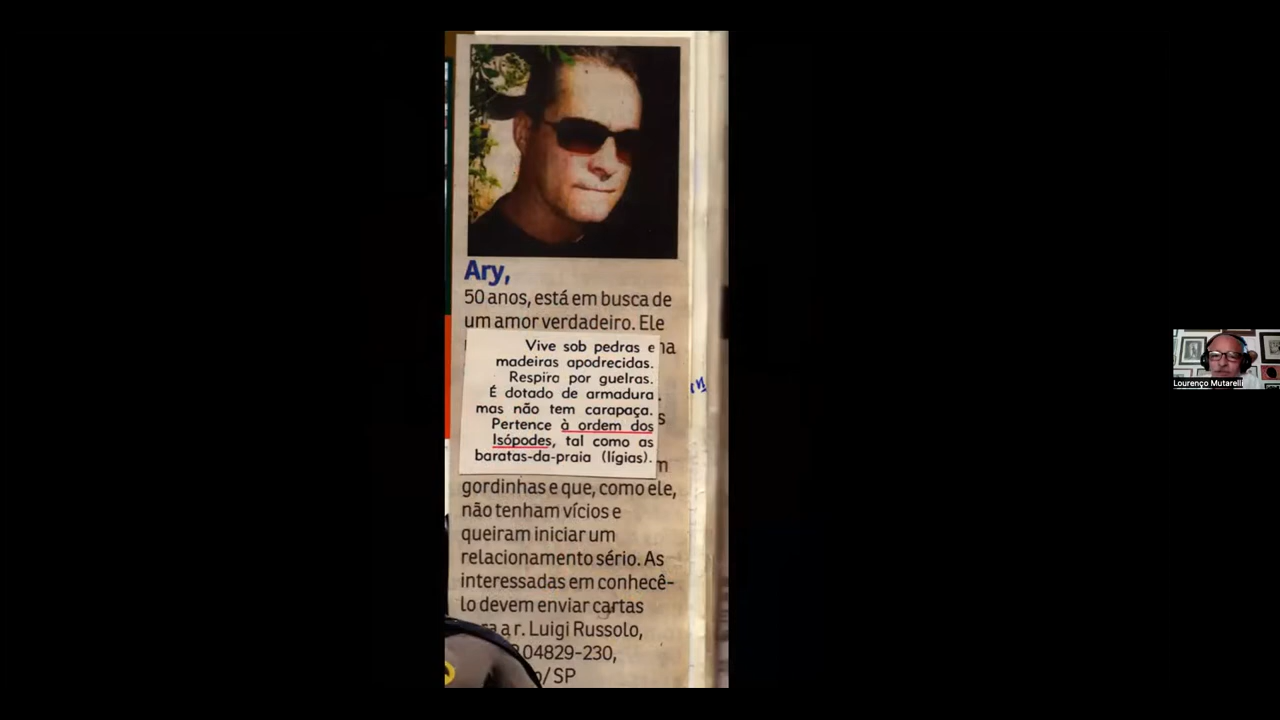 Ary,
50 anos, está em busca de
um amor verdadeiro. Ele
Vive sob pedras e
madeiras apodrecidas.
Respira por guelras.
É dotado de armadura
mas não tem carapaça.
Pertence à ordem dos
Isópodes, tal como as
baratas-da-praia (lígias).
gordinhas e que, como ele,
não tenham vícios e
queiram iniciar um
relacionamento sério. As
interessadas em conhecê-
lo devem enviar cartas
a r. Luigi Russolo,
04829-230,
/ SP
Lourenço Mutarelli